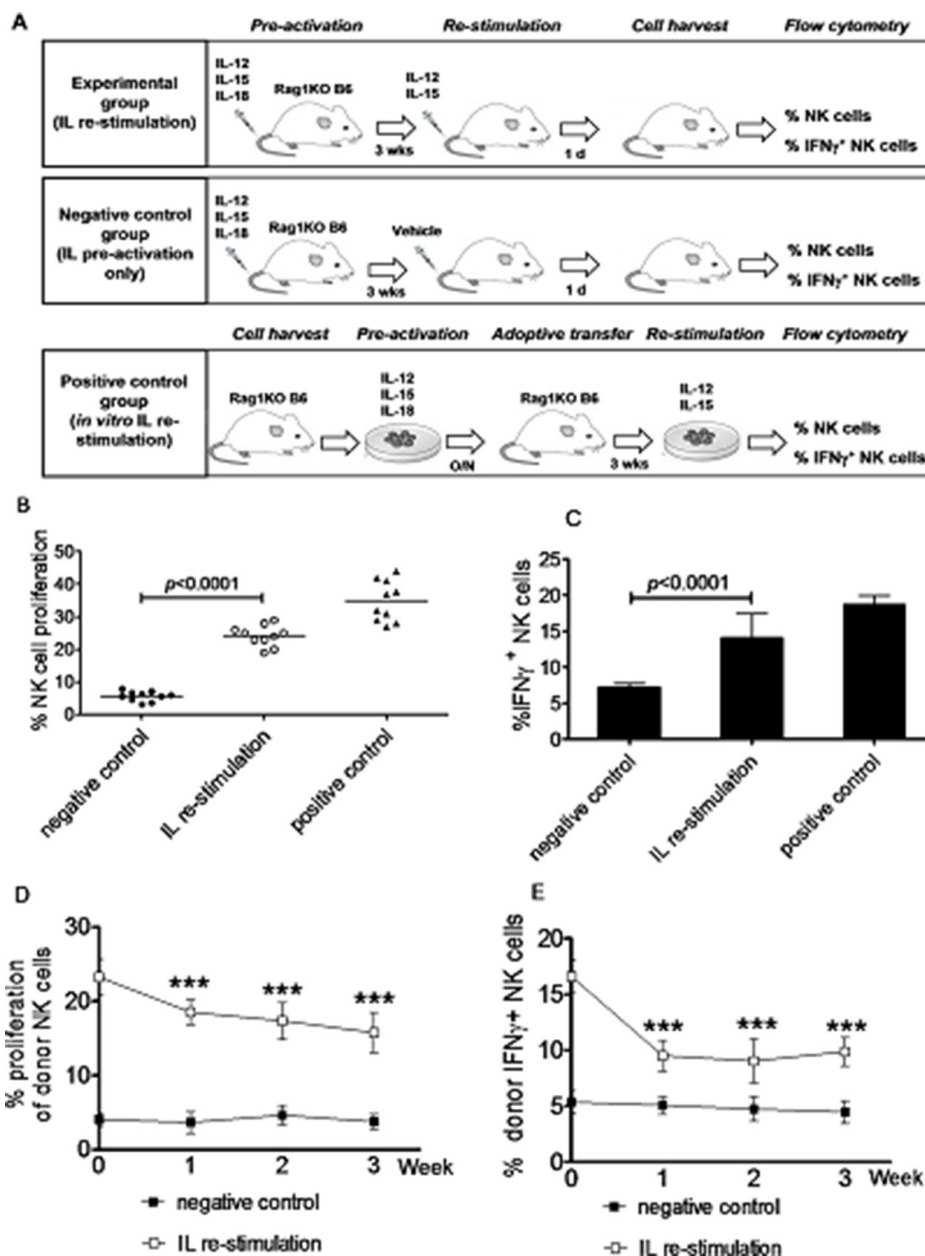 A
Pre-activation Re-stimulation Cell harvest Flow cytometry
Experimental
group
(IL re-stimulation)
IL-12
IL-15
IL-18
Rag1KO B6
3 wks
IL-12
IL-15
1 d
% NK cells
% IFNγ⁺ NK cells
Negative control
group
(IL pre-activation
only)
IL-12
IL-15
IL-18
Rag1KO B6
3 wks
Vehicle
1 d
% NK cells
% IFNγ⁺ NK cells
Cell harvest Pre-activation Adoptive transfer Re-stimulation Flow cytometry
Positive control
group
(in vitro IL re-
stimulation)
Rag1KO B6
IL-12
IL-15
IL-18
O/N
Rag1KO B6
3 wks
IL-12
IL-15
% NK cells
% IFNγ⁺ NK cells
B
% NK cell proliferation
50
40
30
20
10
0
p<0.0001
negative control
IL re-stimulation
positive control
C
%IFNγ⁺ NK cells
25
20
15
10
5
0
p<0.0001
negative control
IL re-stimulation
positive control
D
% proliferation
of donor NK cells
30
20
10
0
*** *** ***
0 1 2 3 Week
negative control
IL re-stimulation
E
% donor IFNγ+ NK cells
20
15
10
5
0
*** *** ***
0 1 2 3 Week
negative control
IL re-stimulation